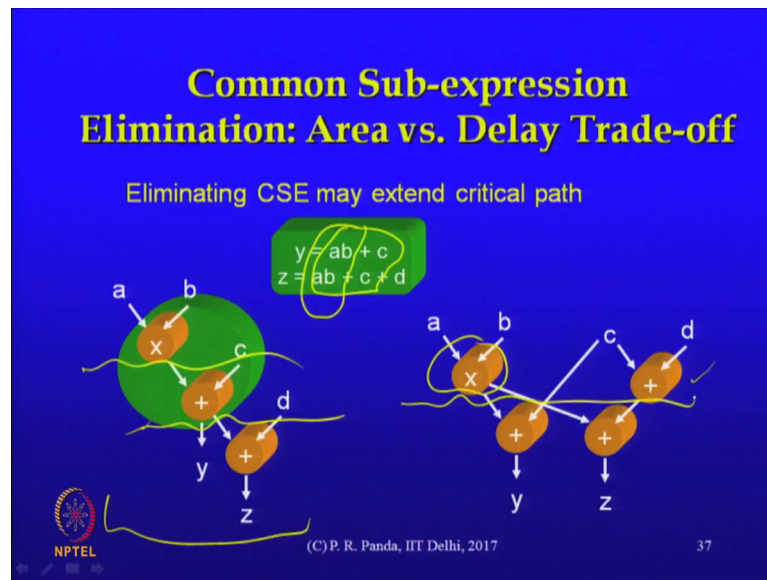 Common Sub-expression
Elimination: Area vs. Delay Trade-off
Eliminating CSE may extend critical path
y = ab + c
z = ab + c + d
a b
x c
+ d
y +
z
a b c d
x +
+ +
y z
NPTEL
(C) P. R. Panda, IIT Delhi, 2017
37